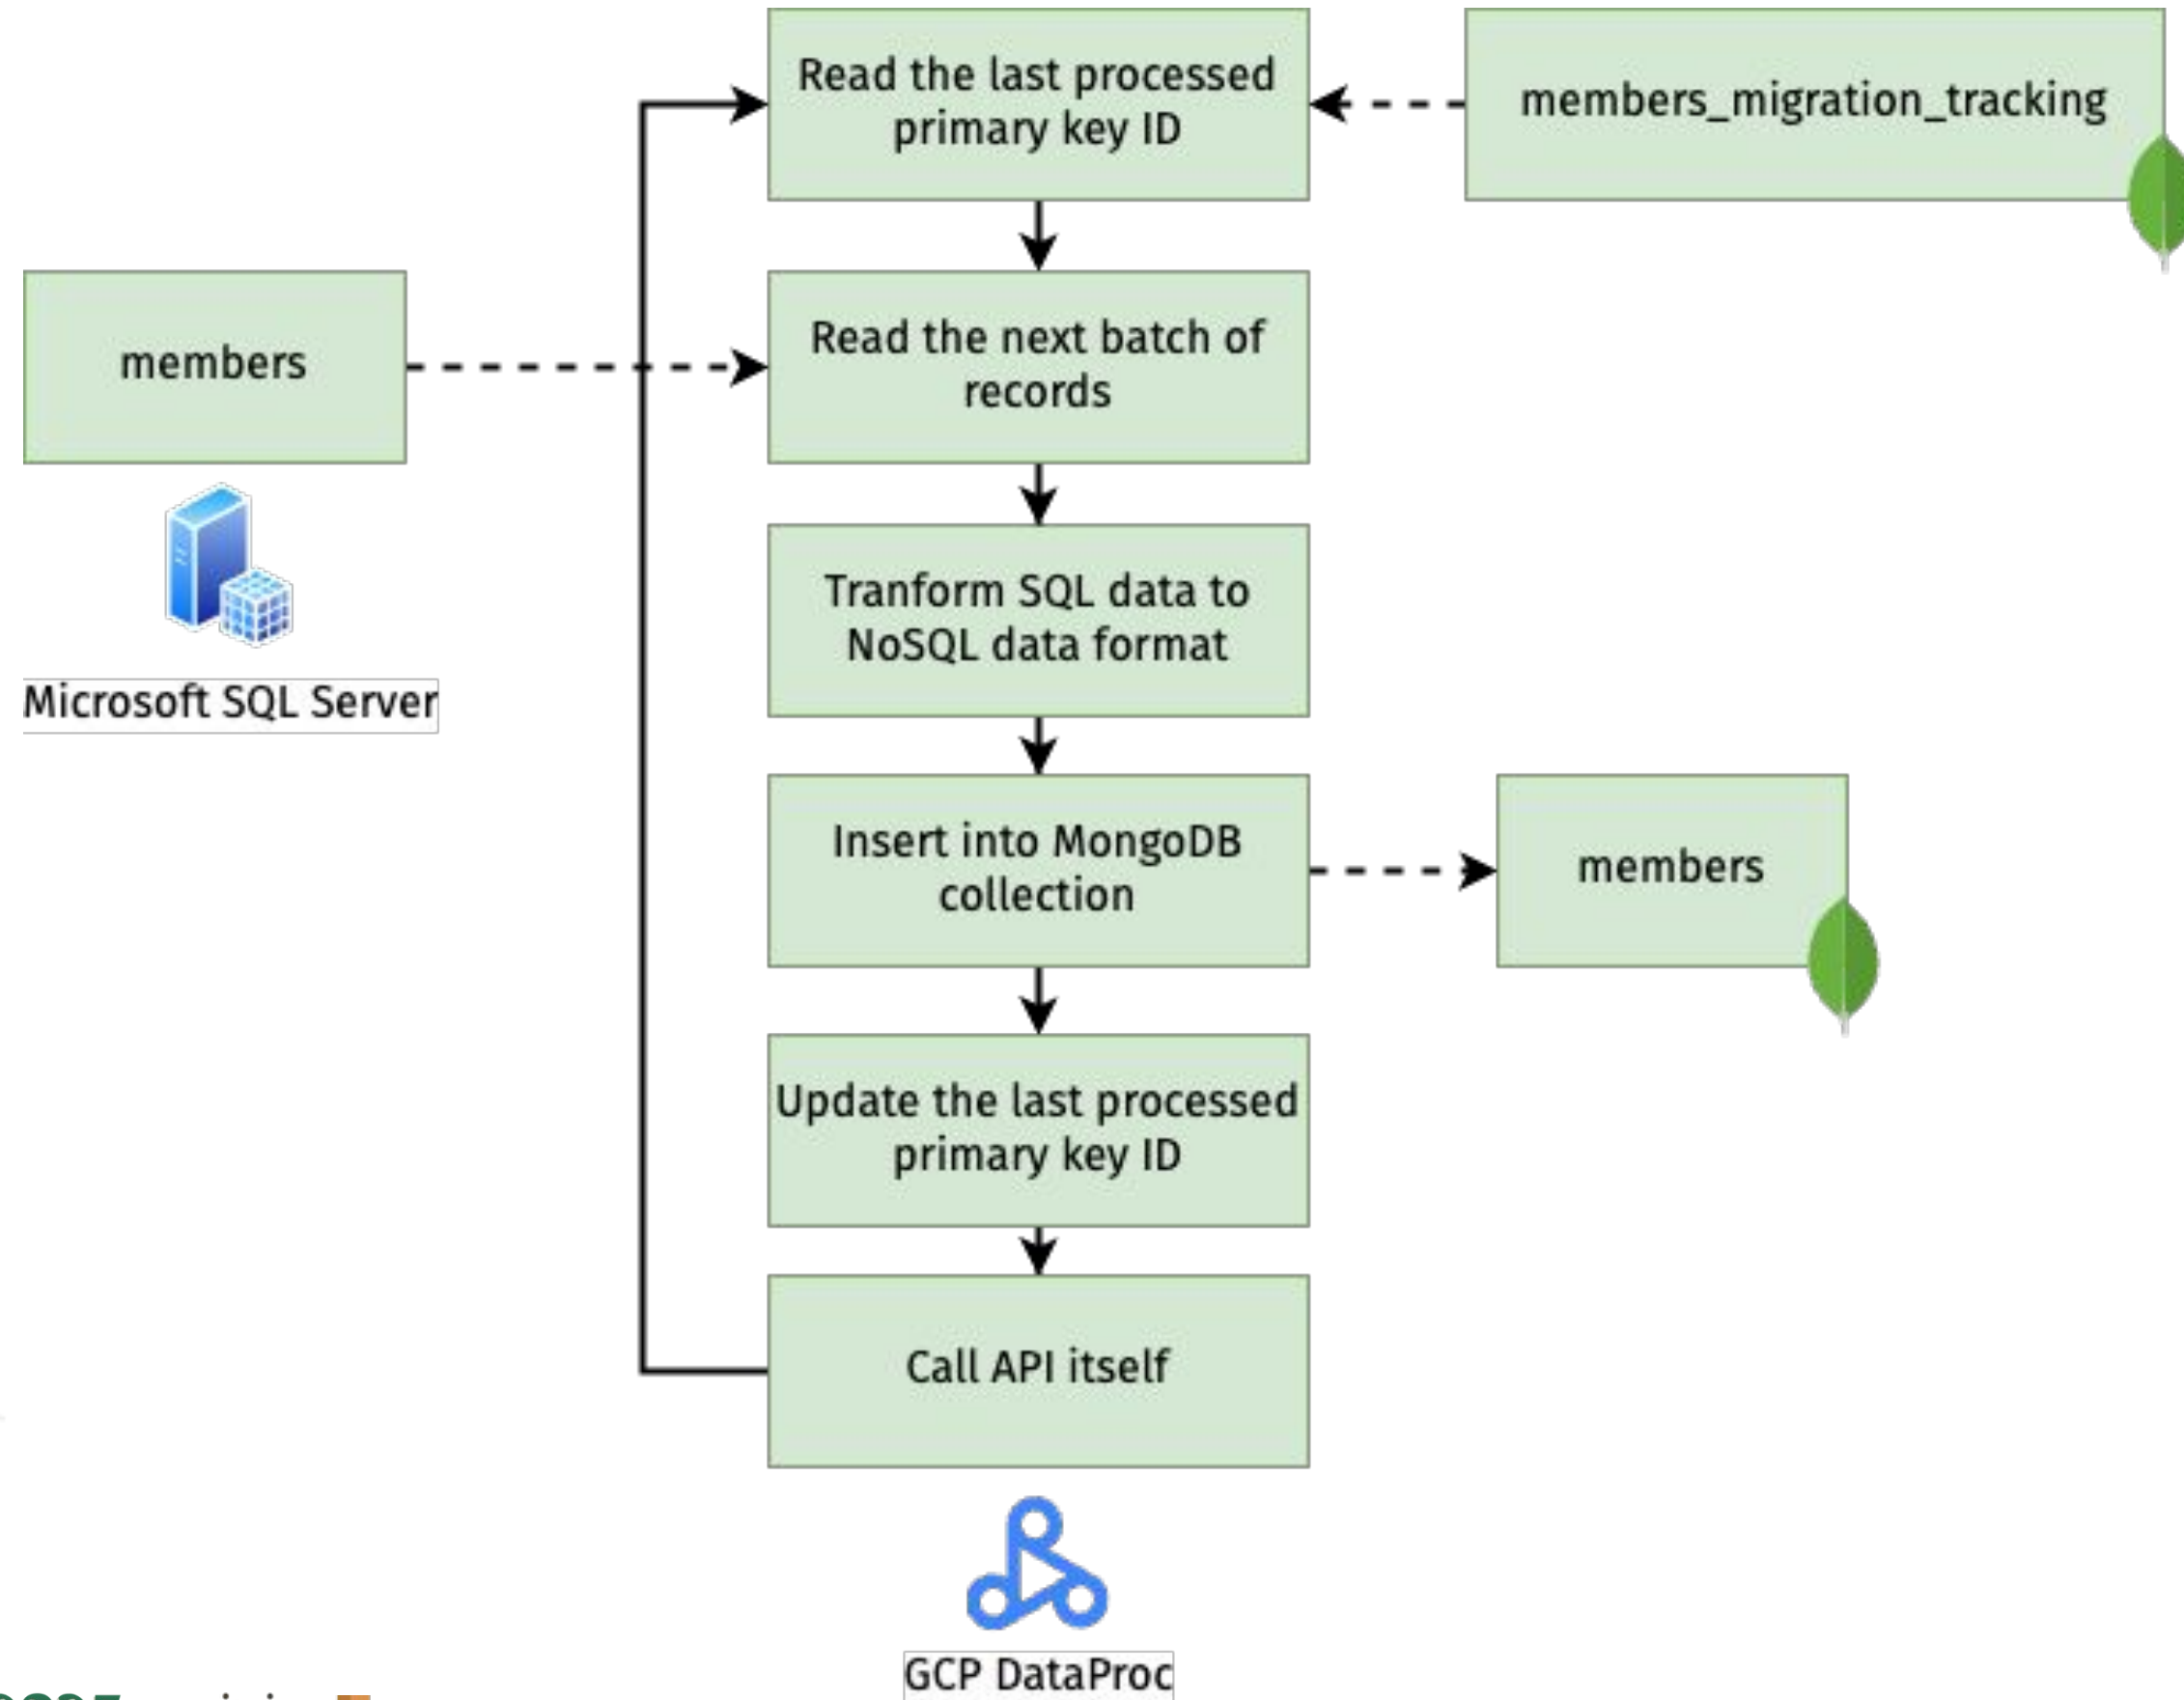 Read the last processed
primary key ID
members_migration_tracking
members
Read the next batch of
records
Microsoft SQL Server
Tranform SQL data to
NoSQL data format
Insert into MongoDB
collection
members
Update the last processed
primary key ID
Call API itself
GCP DataProc